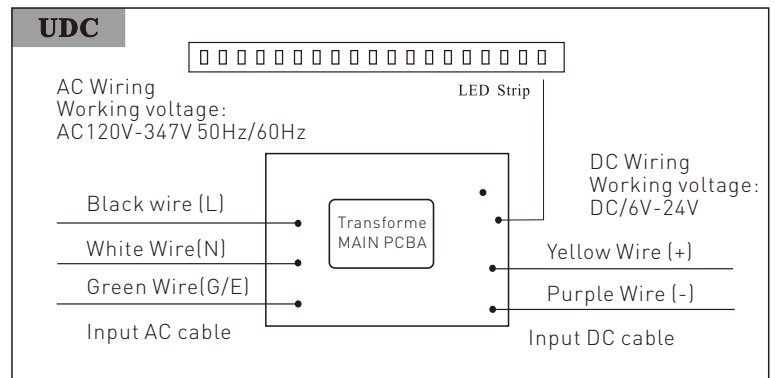 UDC
LED Strip
AC Wiring
Working voltage:
AC120V-347V 50Hz/60Hz
DC Wiring
Working voltage:
DC/6V-24V
Black wire (L)
White Wire(N)
Green Wire(G/E)
Input AC cable
Transforme
MAIN PCBA
Yellow Wire (+)
Purple Wire (-)
Input DC cable